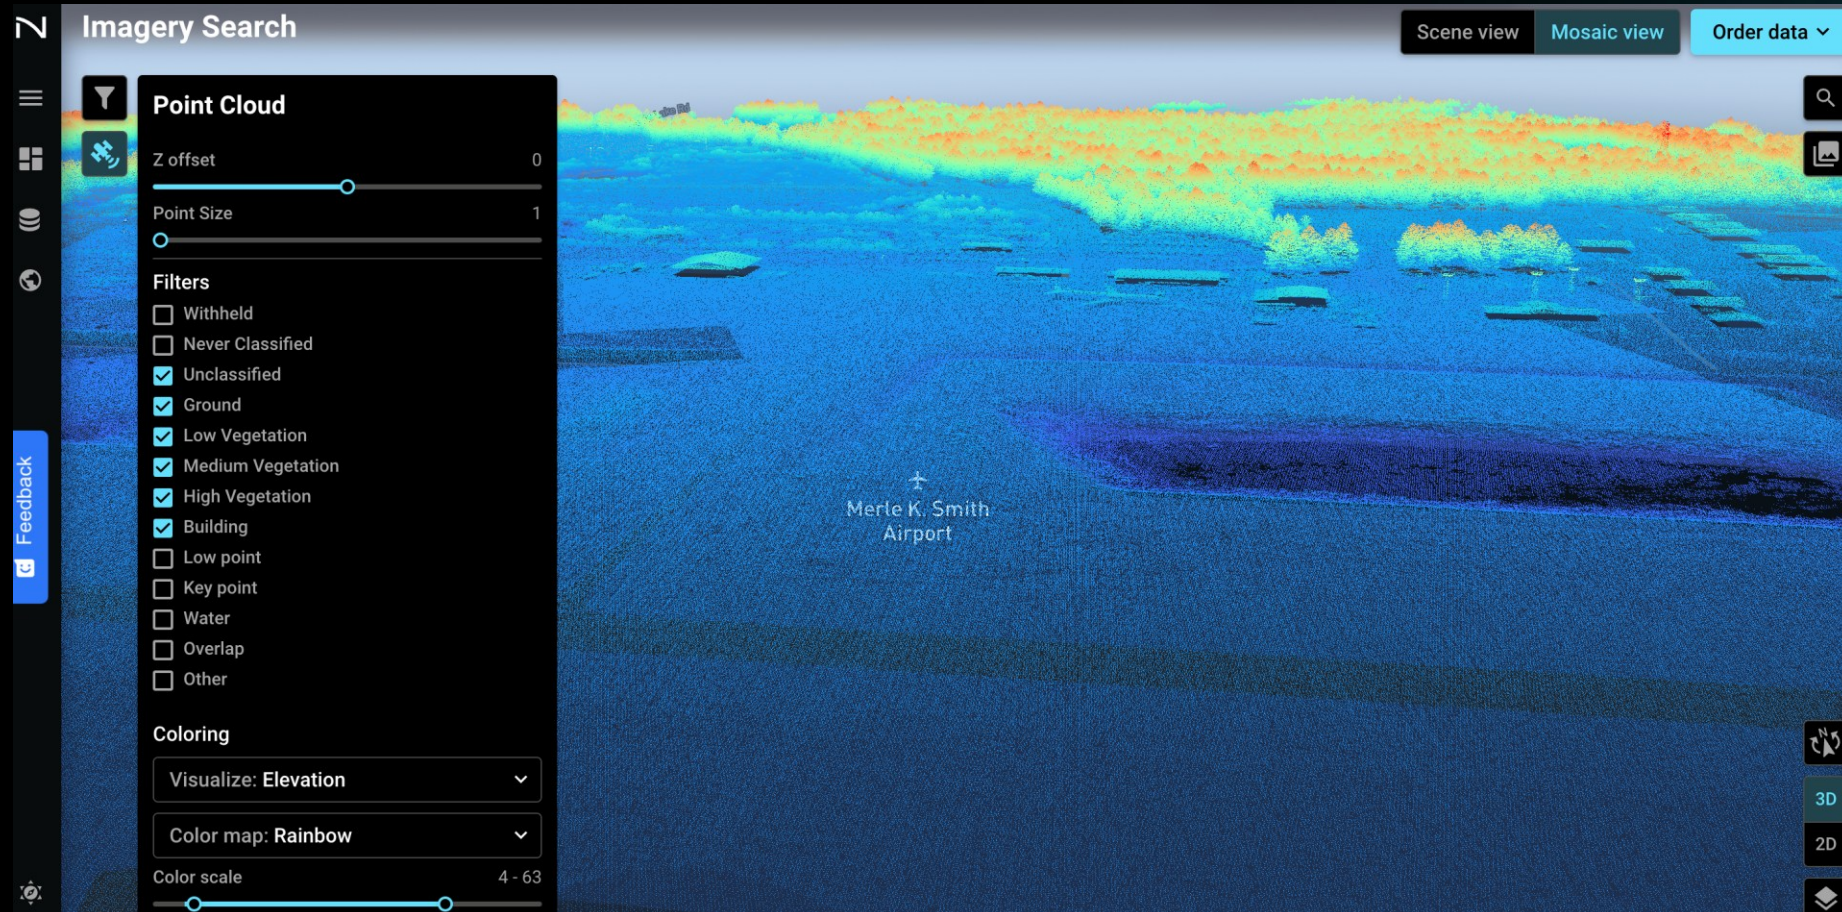 Imagery Search
Scene view
Mosaic view
Order data
Point Cloud
Z offset
0
Point Size
1
Filters
Withheld
Never Classified
Unclassified
Ground
Low Vegetation
Medium Vegetation
High Vegetation
Building
Low point
Key point
Water
Overlap
Other
Coloring
Visualize: Elevation
Color map: Rainbow
Color scale
4 - 63
Feedback
Merle K. Smith
Airport
N
3D
2D